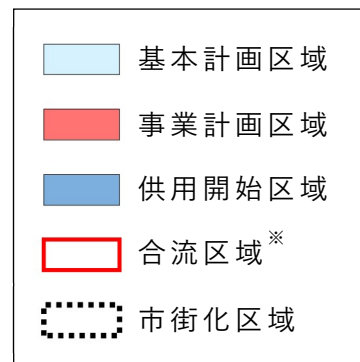 基本計画区域
事業計画区域
供用開始区域
合流区域※
市街化区域